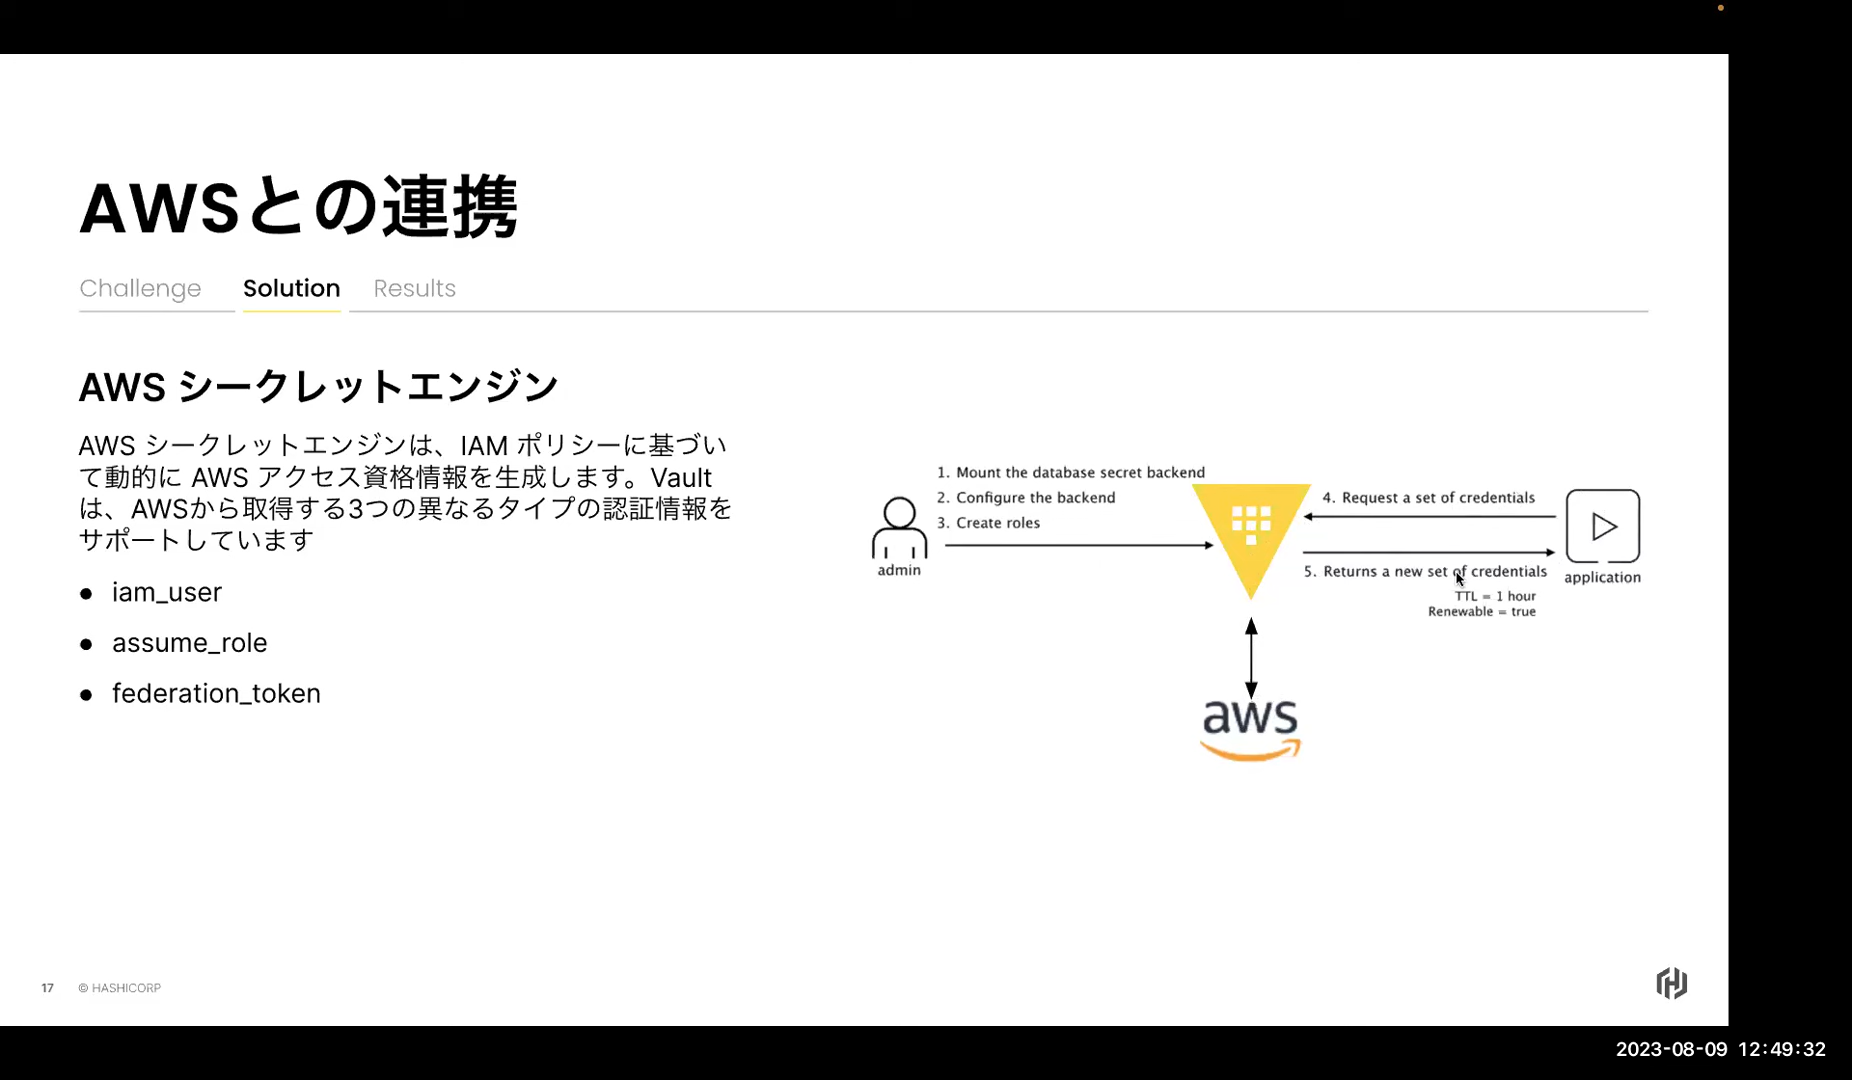 AWSとの連携
Challenge Solution Results
AWS シークレットエンジン
AWS シークレットエンジンは、IAM ポリシーに基づい
て動的に AWS アクセス資格情報を生成します。Vault
は、AWSから取得する3つの異なるタイプの認証情報を
サポートしています
● iam_user
● assume_role
● federation_token
1. Mount the database secret backend
2. Configure the backend
3. Create roles
admin
4. Request a set of credentials
5. Returns a new set of credentials
TTL = 1 hour
Renewable = true
application
aws
17 © HASHICORP
2023-08-09 12:49:32